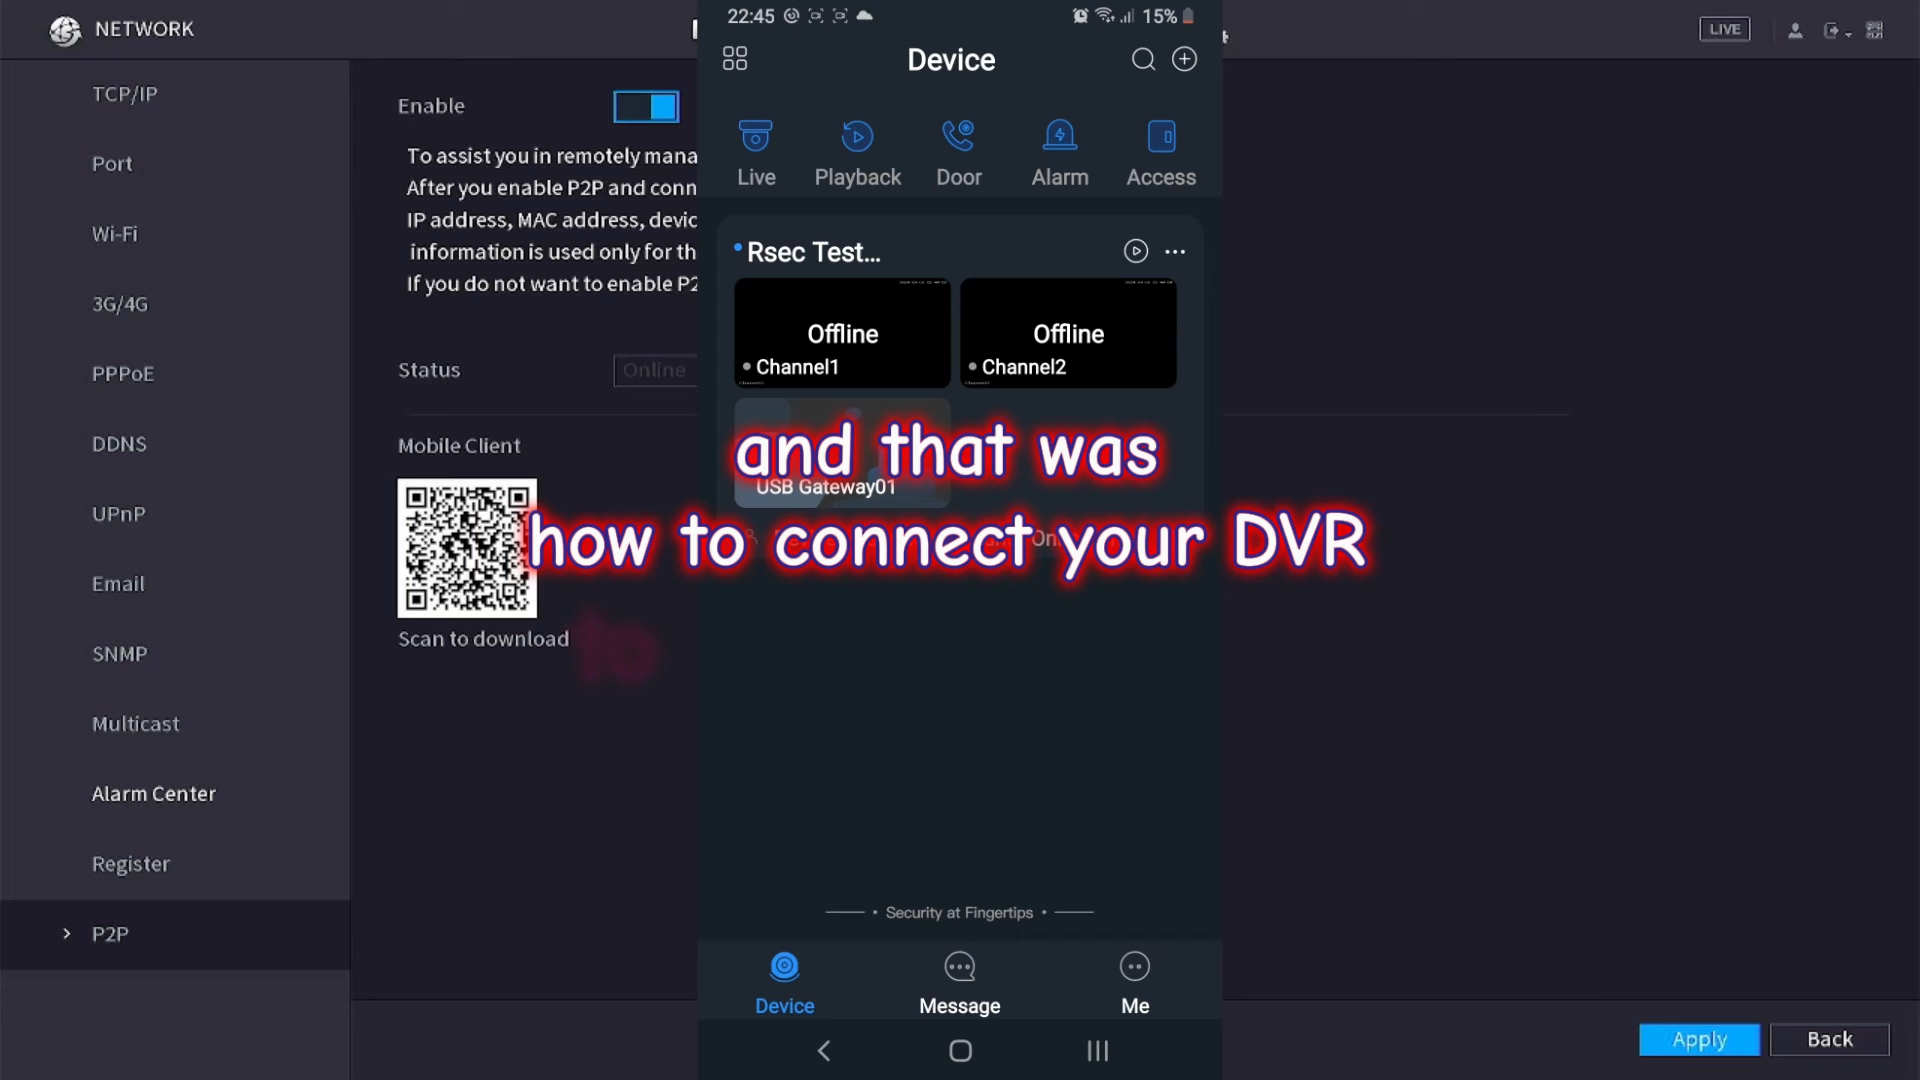 NETWORK
LIVE
TCP/IP
Port
Wi-Fi
3G/4G
PPPoE
DDNS
UPnP
Email
SNMP
Multicast
Alarm Center
Register
P2P
Enable
To assist you in remotely mana
After you enable P2P and conn
IP address, MAC address, devic
information is used only for th
If you do not want to enable P2
Status
Online
Mobile Client
Scan to download
22:45
15%
Device
Live
Playback
Door
Alarm
Access
Rsec Test...
Offline
Channel1
Offline
Channel2
USB Gateway01
and that was
how to connect your DVR
to
Security at Fingertips
Device
Message
Me
Apply
Back